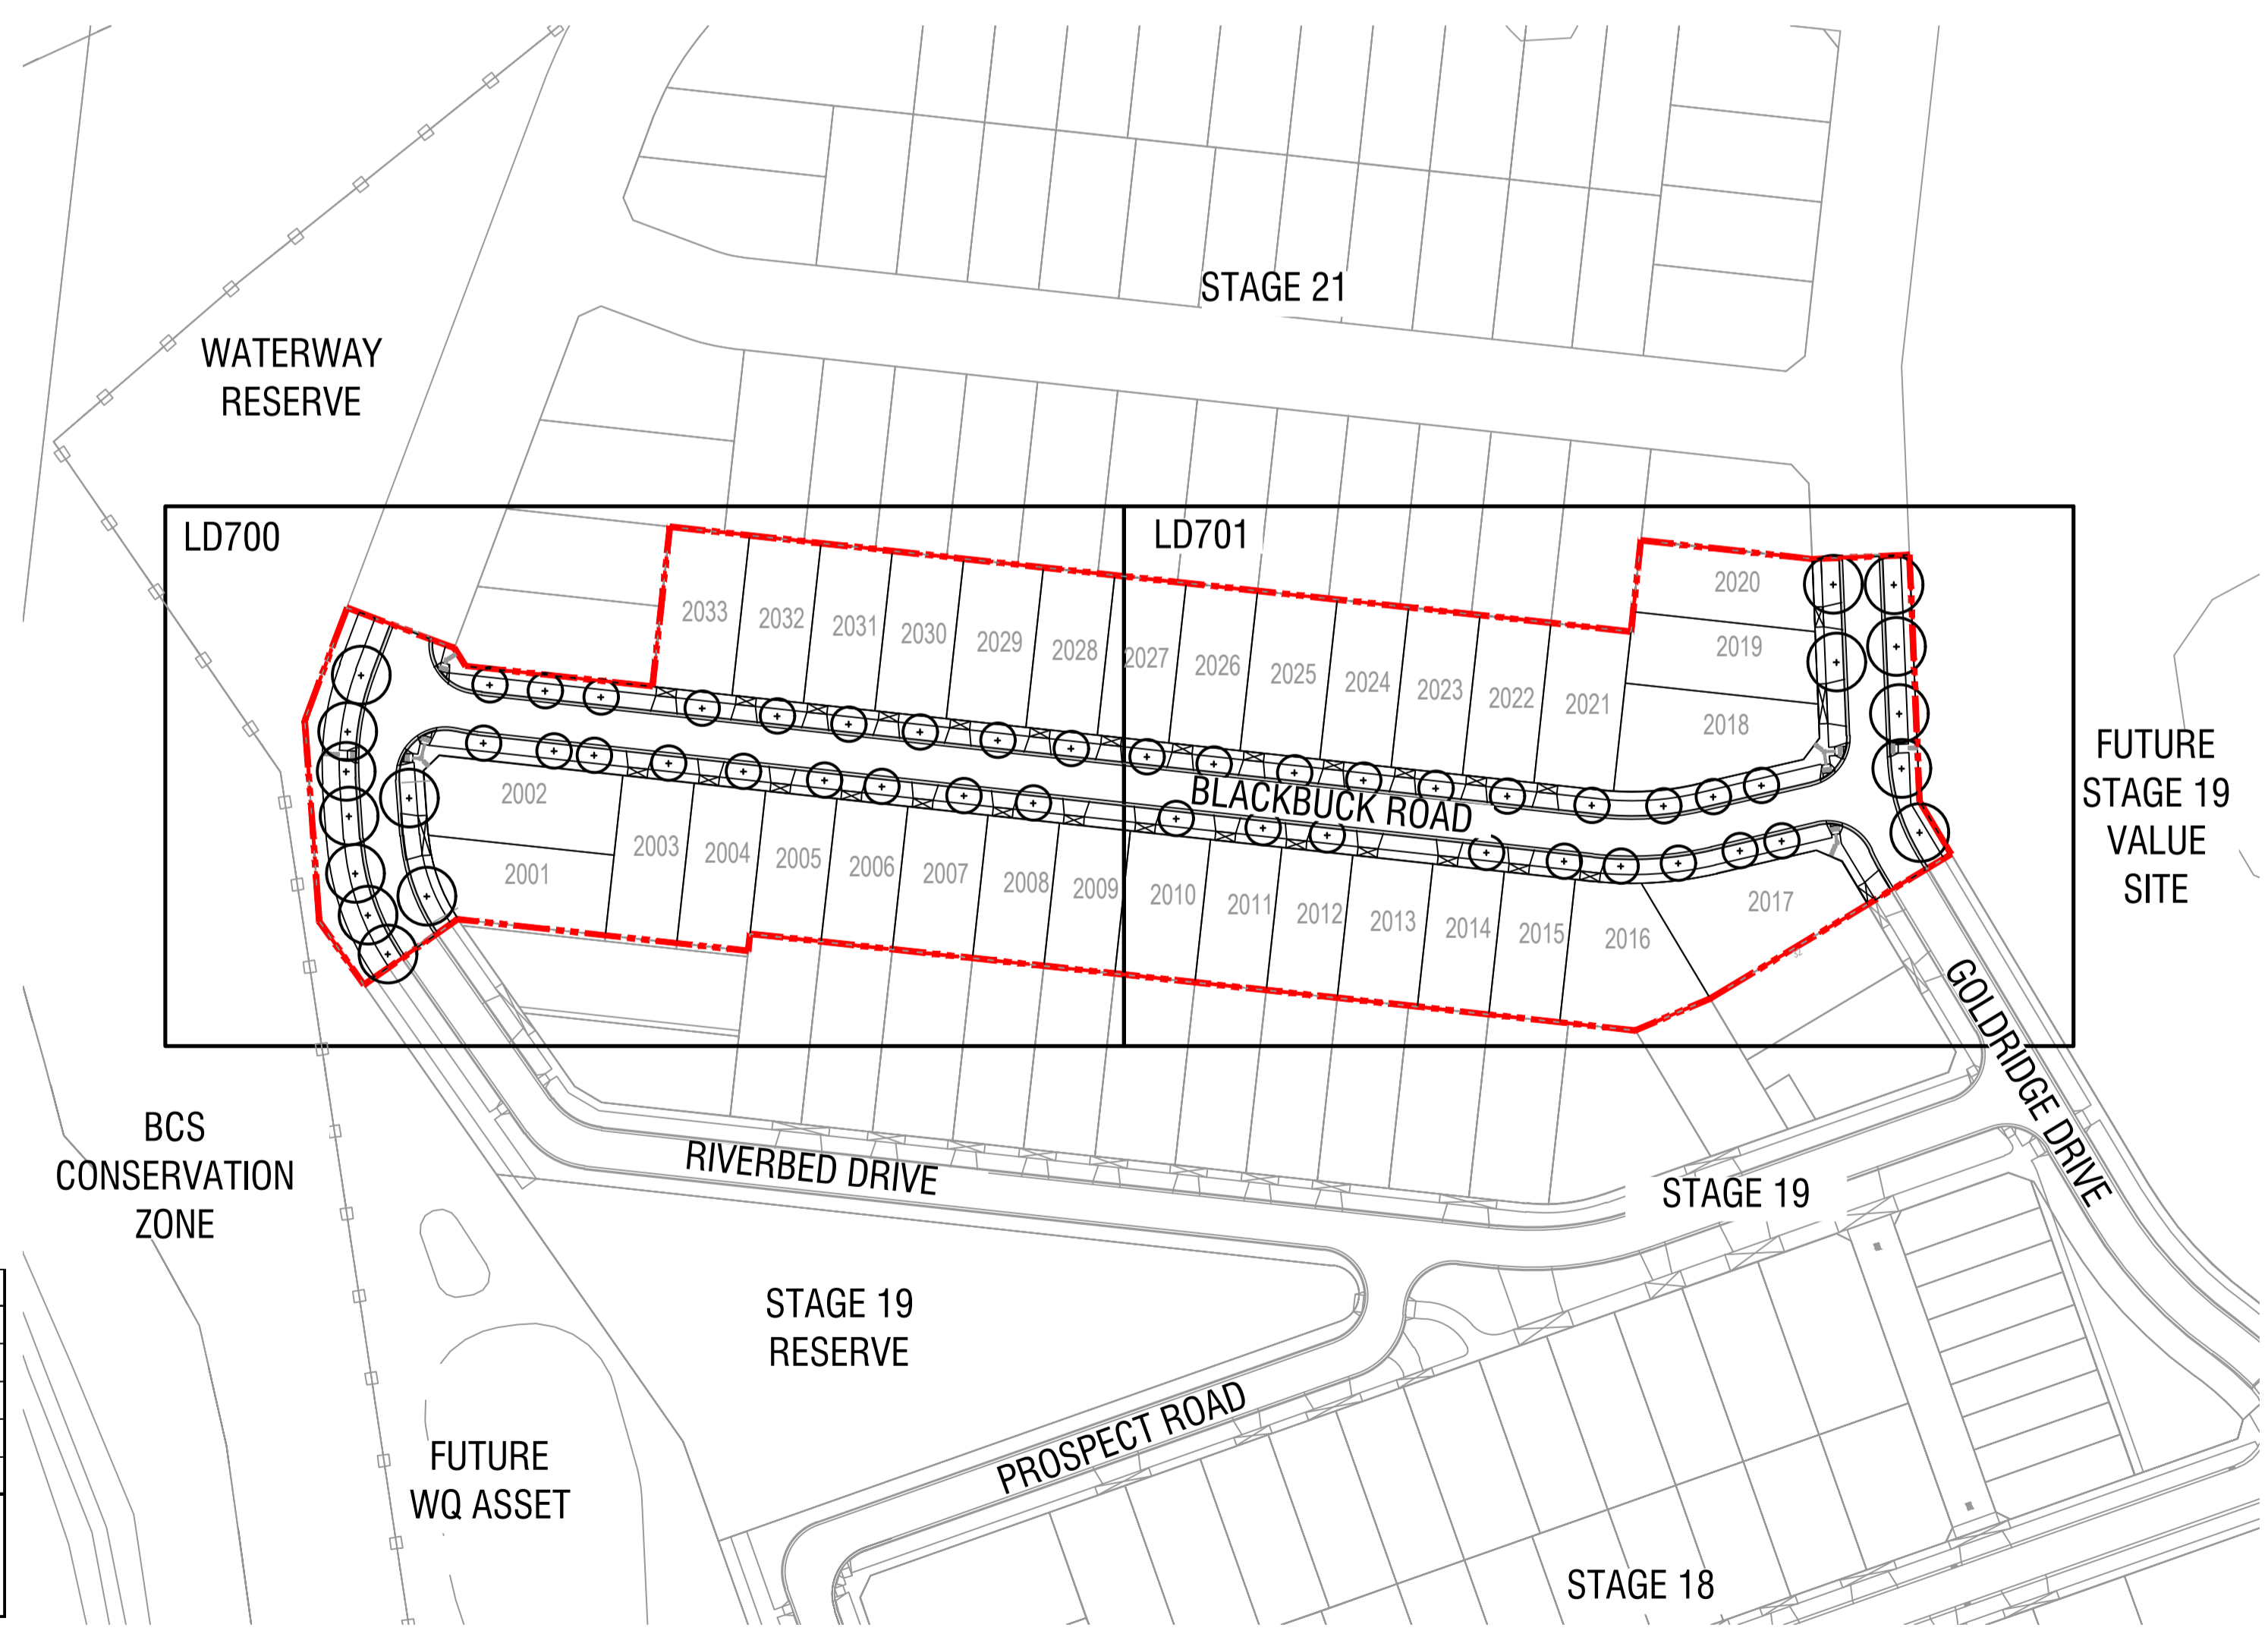 STAGE 21
WATERWAY
RESERVE
LD700
LD701
2033
2032
2031
2030
2029
2028
2027
2026
2025
2024
2023
2022
2021
2020
2019
2018
BLACKBUCK ROAD
2002
2001
2003
2004
2005
2006
2007
2008
2009
2010
2011
2012
2013
2014
2015
2016
2017
FUTURE
STAGE 19
VALUE
SITE
GOLDRIDGE DRIVE
BCS
CONSERVATION
ZONE
RIVERBED DRIVE
STAGE 19
STAGE 19
RESERVE
PROSPECT ROAD
FUTURE
WQ ASSET
STAGE 18